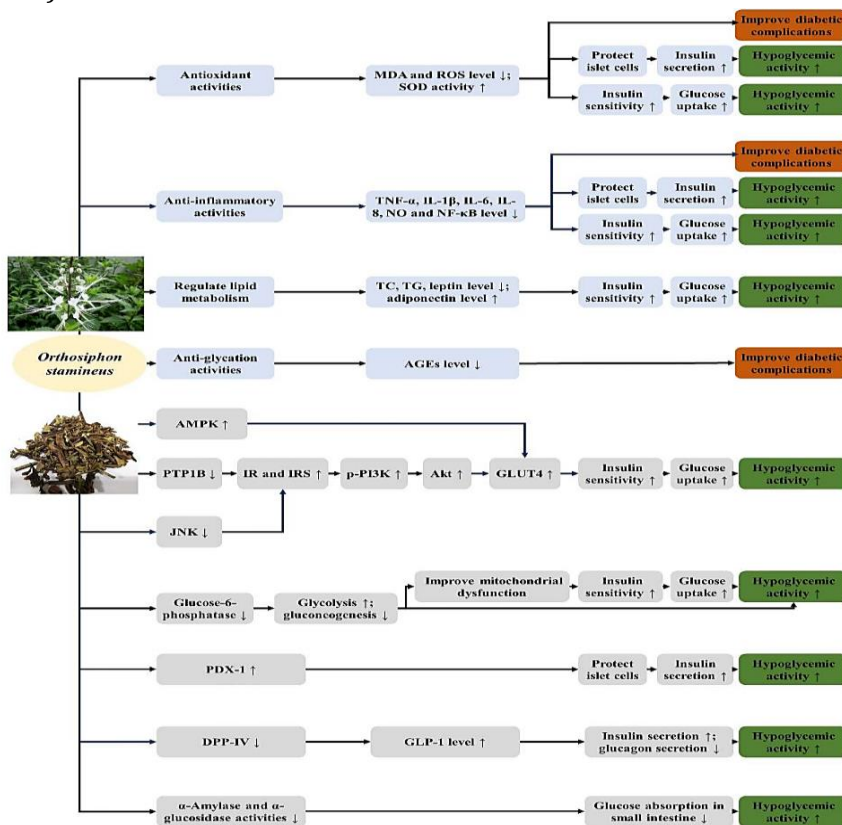 Improve diabetic
complications
Antioxidant
activities
MDA and ROS level ↓;
SOD activity ↑
Protect
islet cells
Insulin
secretion ↑
Hypoglycemic
activity ↑
Insulin
sensitivity ↑
Glucose
uptake ↑
Hypoglycemic
activity ↑
Improve diabetic
complications
Anti-inflammatory
activities
TNF-α, IL-1β, IL-6, IL-
8, NO and NF-κB level ↓
Protect
islet cells
Insulin
secretion ↑
Hypoglycemic
activity ↑
Insulin
sensitivity ↑
Glucose
uptake ↑
Hypoglycemic
activity ↑
Regulate lipid
metabolism
TC, TG, leptin level ↓;
adiponectin level ↑
Insulin
sensitivity ↑
Glucose
uptake ↑
Hypoglycemic
activity ↑
Orthosiphon
stamineus
Anti-glycation
activities
AGEs level ↓
Improve diabetic
complications
AMPK ↑
PTP1B ↓
IR and IRS ↑
p-PI3K ↑
Akt ↑
GLUT4 ↑
Insulin
sensitivity ↑
Glucose
uptake ↑
Hypoglycemic
activity ↑
JNK ↓
Glucose-6-
phosphatase ↓
Glycolysis ↑;
gluconeogenesis ↓
Improve mitochondrial
dysfunction
Insulin
sensitivity ↑
Glucose
uptake ↑
Hypoglycemic
activity ↑
PDX-1 ↑
Protect
islet cells
Insulin
secretion ↑
Hypoglycemic
activity ↑
DPP-IV ↓
GLP-1 level ↑
Insulin secretion ↑;
glucagon secretion ↓
Hypoglycemic
activity ↑
α-Amylase and α-
glucosidase activities ↓
Glucose absorption in
small intestine ↓
Hypoglycemic
activity ↑